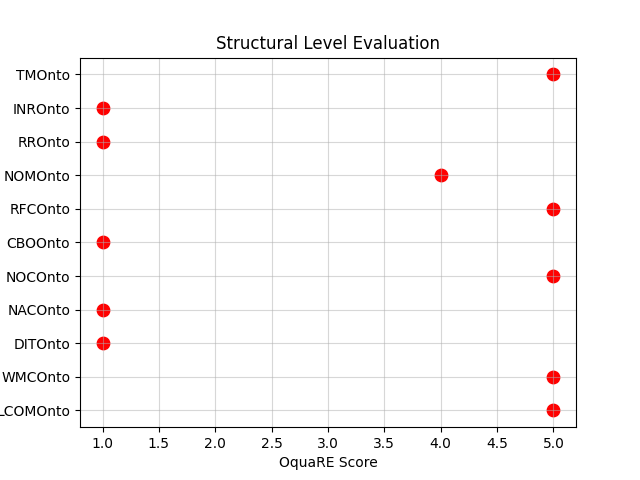 Structural Level Evaluation
TMOnto
INROnto
RROnto
NOMOnto
RFCOnto
CBOOnto
NOCOnto
NACOnto
DITOnto
WMCOnto
LCOMOnto
1.0 1.5 2.0 2.5 3.0 3.5 4.0 4.5 5.0
OquaRE Score